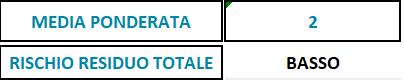 MEDIA PONDERATA 2
RISCHIO RESIDUO TOTALE BASSO